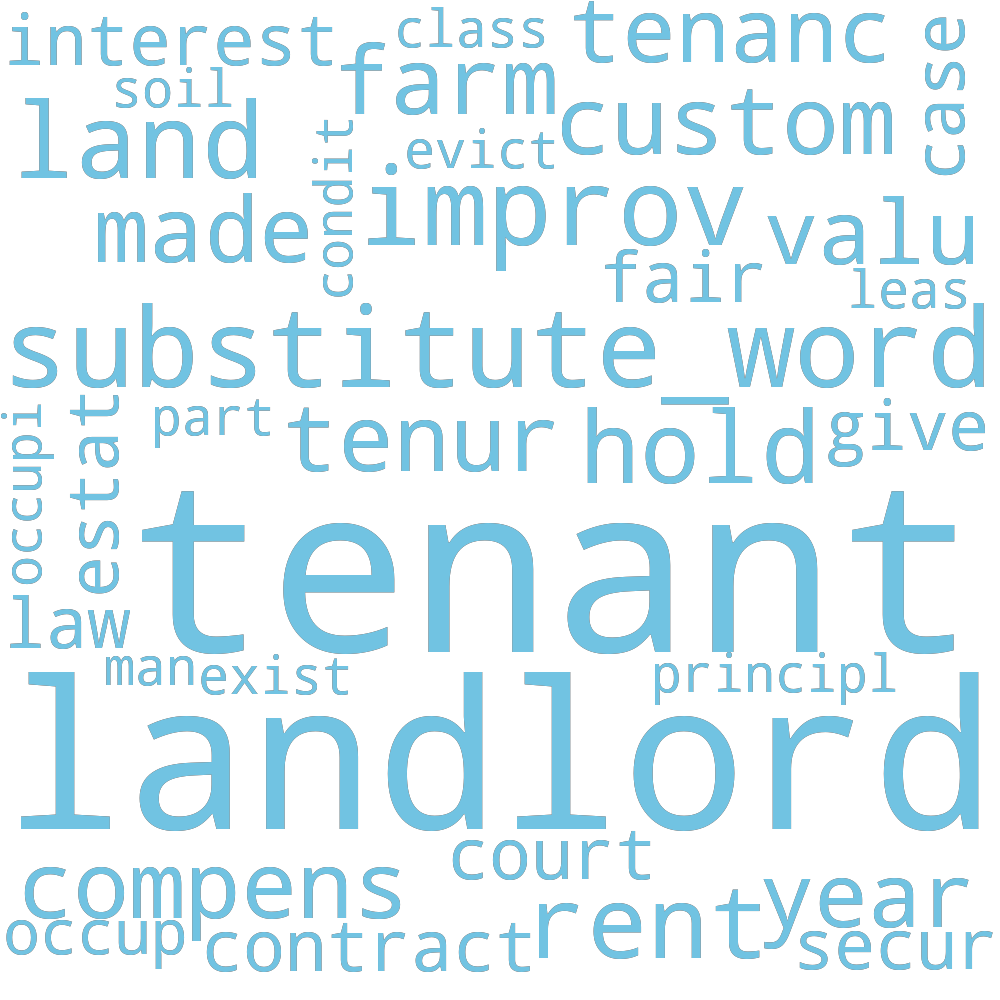 interest class tenanc case
soil farm
land custom
condit evict
made improv valu
fair leas
substitute_word
occupi estat part tenur hold give
tenant
law
man exist principl
landlord
compens court
occup contract rent year
secur